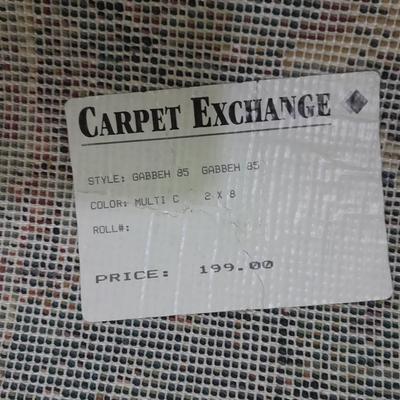 CARPET EXCHANGE
STYLE: GABBEH 85 GABBEH 85
COLOR: MULTI C 2 X 8
ROLL#:
PRICE: 199.00